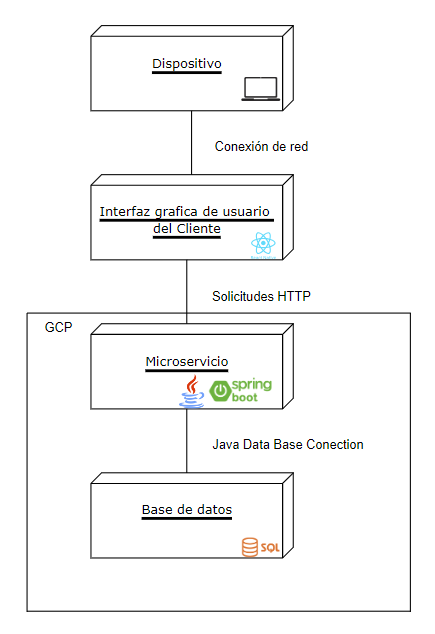 Dispositivo
Conexión de red
Interfaz grafica de usuario
del Cliente
Solicitudes HTTP
GCP
Microservicio
Java
spring
boot
Java Data Base Conection
Base de datos
SQL